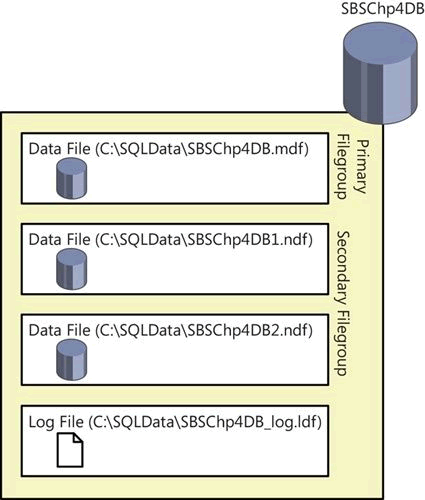 SBSChp4DB
Data File (C:\SQLData\SBSChp4DB.mdf)
Primary
Filegroup
Data File (C:\SQLData\SBSChp4DB1.ndf)
Secondary Filegroup
Data File (C:\SQLData\SBSChp4DB2.ndf)
Log File (C:\SQLData\SBSChp4DB_log.ldf)